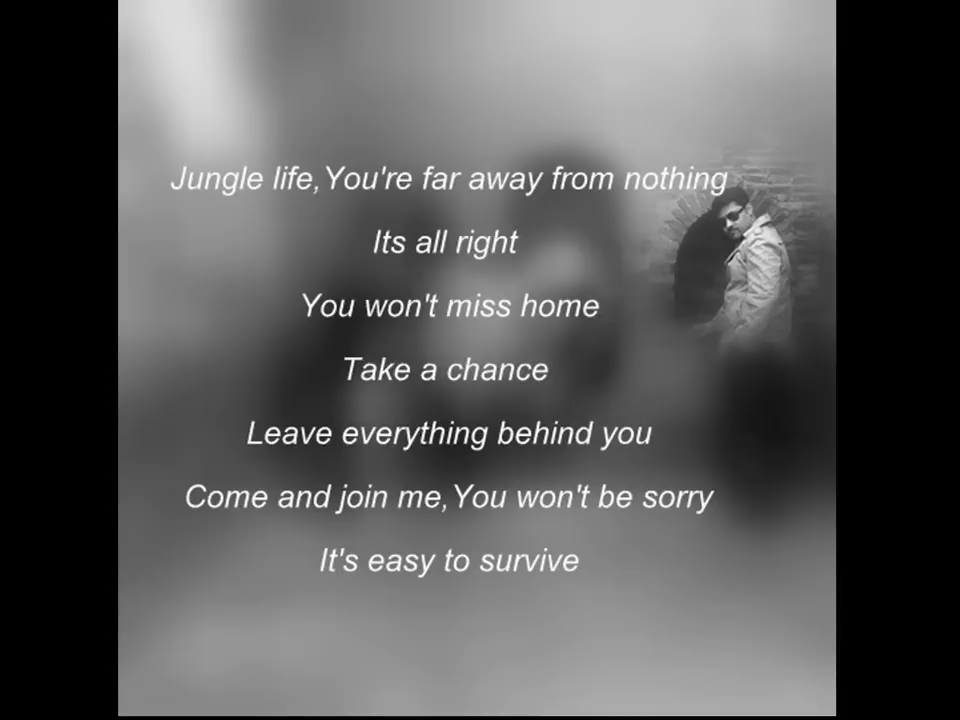 Jungle life,You're far away from nothing
Its all right
You won't miss home
Take a chance
Leave everything behind you
Come and join me,You won't be sorry
It's easy to survive